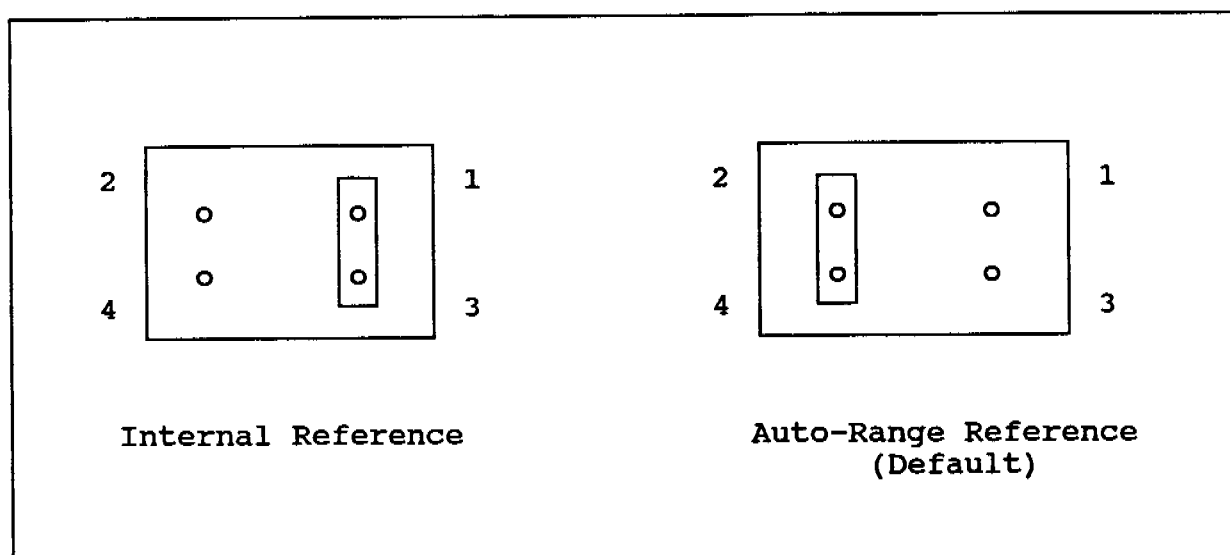 2 1
4 3
Internal Reference
2 1
4 3
Auto-Range Reference
(Default)